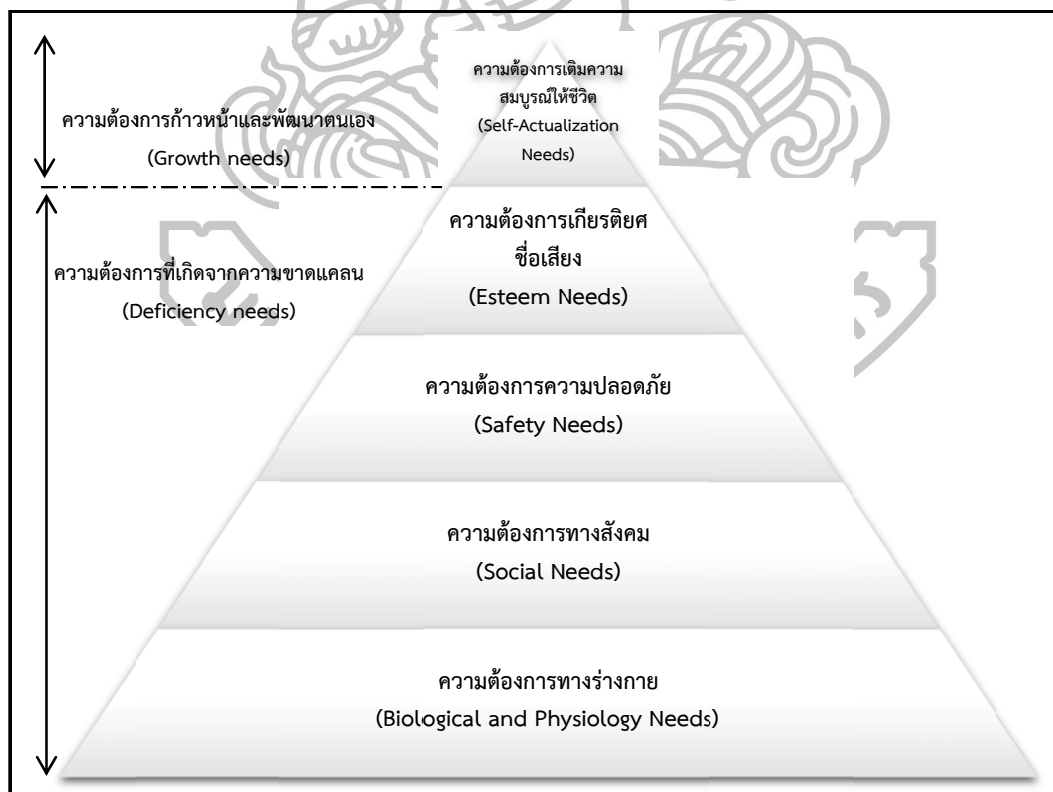 ความต้องการเติมความ
สมบูรณ์ให้ชีวิต
(Self-Actualization
Needs)
ความต้องการก้าวหน้าและพัฒนาตนเอง
(Growth needs)
ความต้องการเกียรติยศ
ชื่อเสียง
(Esteem Needs)
ความต้องการที่เกิดจากความขาดแคลน
(Deficiency needs)
ความต้องการความปลอดภัย
(Safety Needs)
ความต้องการทางสังคม
(Social Needs)
ความต้องการทางร่างกาย
(Biological and Physiology Needs)